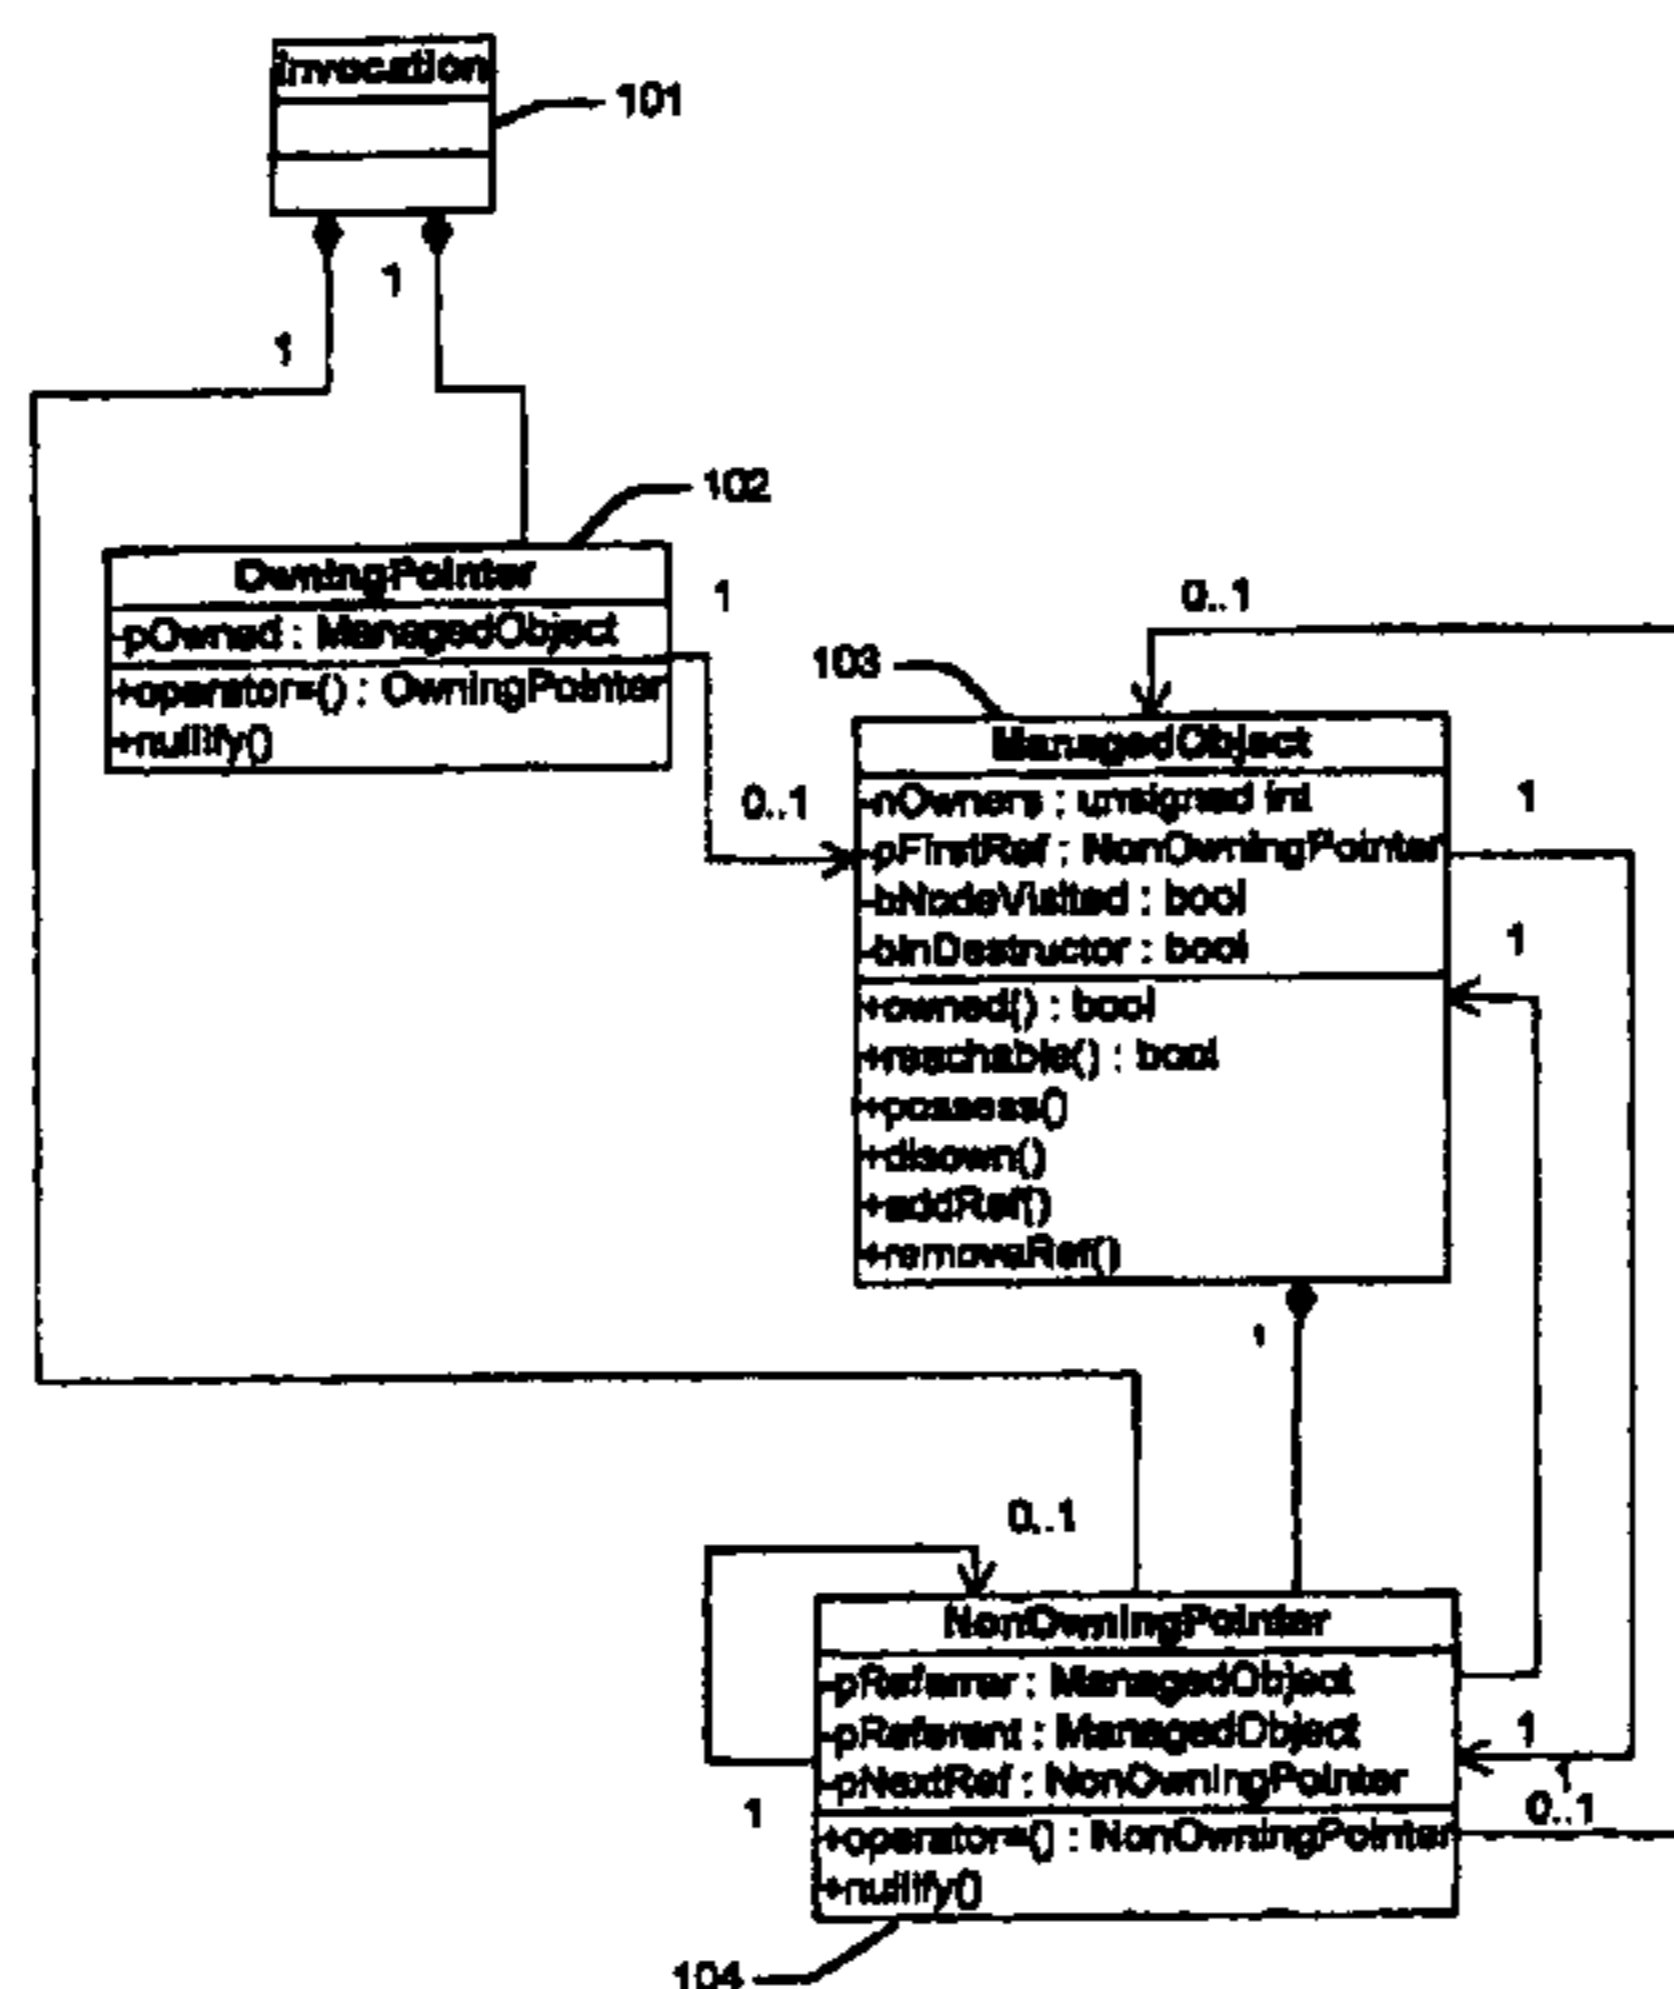 Invocation
101
1
1
102
OwningPointer
-pOwned : ManagedObject
+operator=() : OwningPointer
+nullify()
1
0..1
0..1
103
ManagedObject
-nOwners : unsigned int
-pFirstRef : NonOwningPointer
-bNodeVisited : bool
-bInDestructor : bool
+owned() : bool
+reachable() : bool
+possess()
+disown()
+addRef()
+removeRef()
1
1
1
0..1
NonOwningPointer
-pReferrer : ManagedObject
-pReferent : ManagedObject
-pNextRef : NonOwningPointer
+operator=() : NonOwningPointer
+nullify()
1
1
1
0..1
104